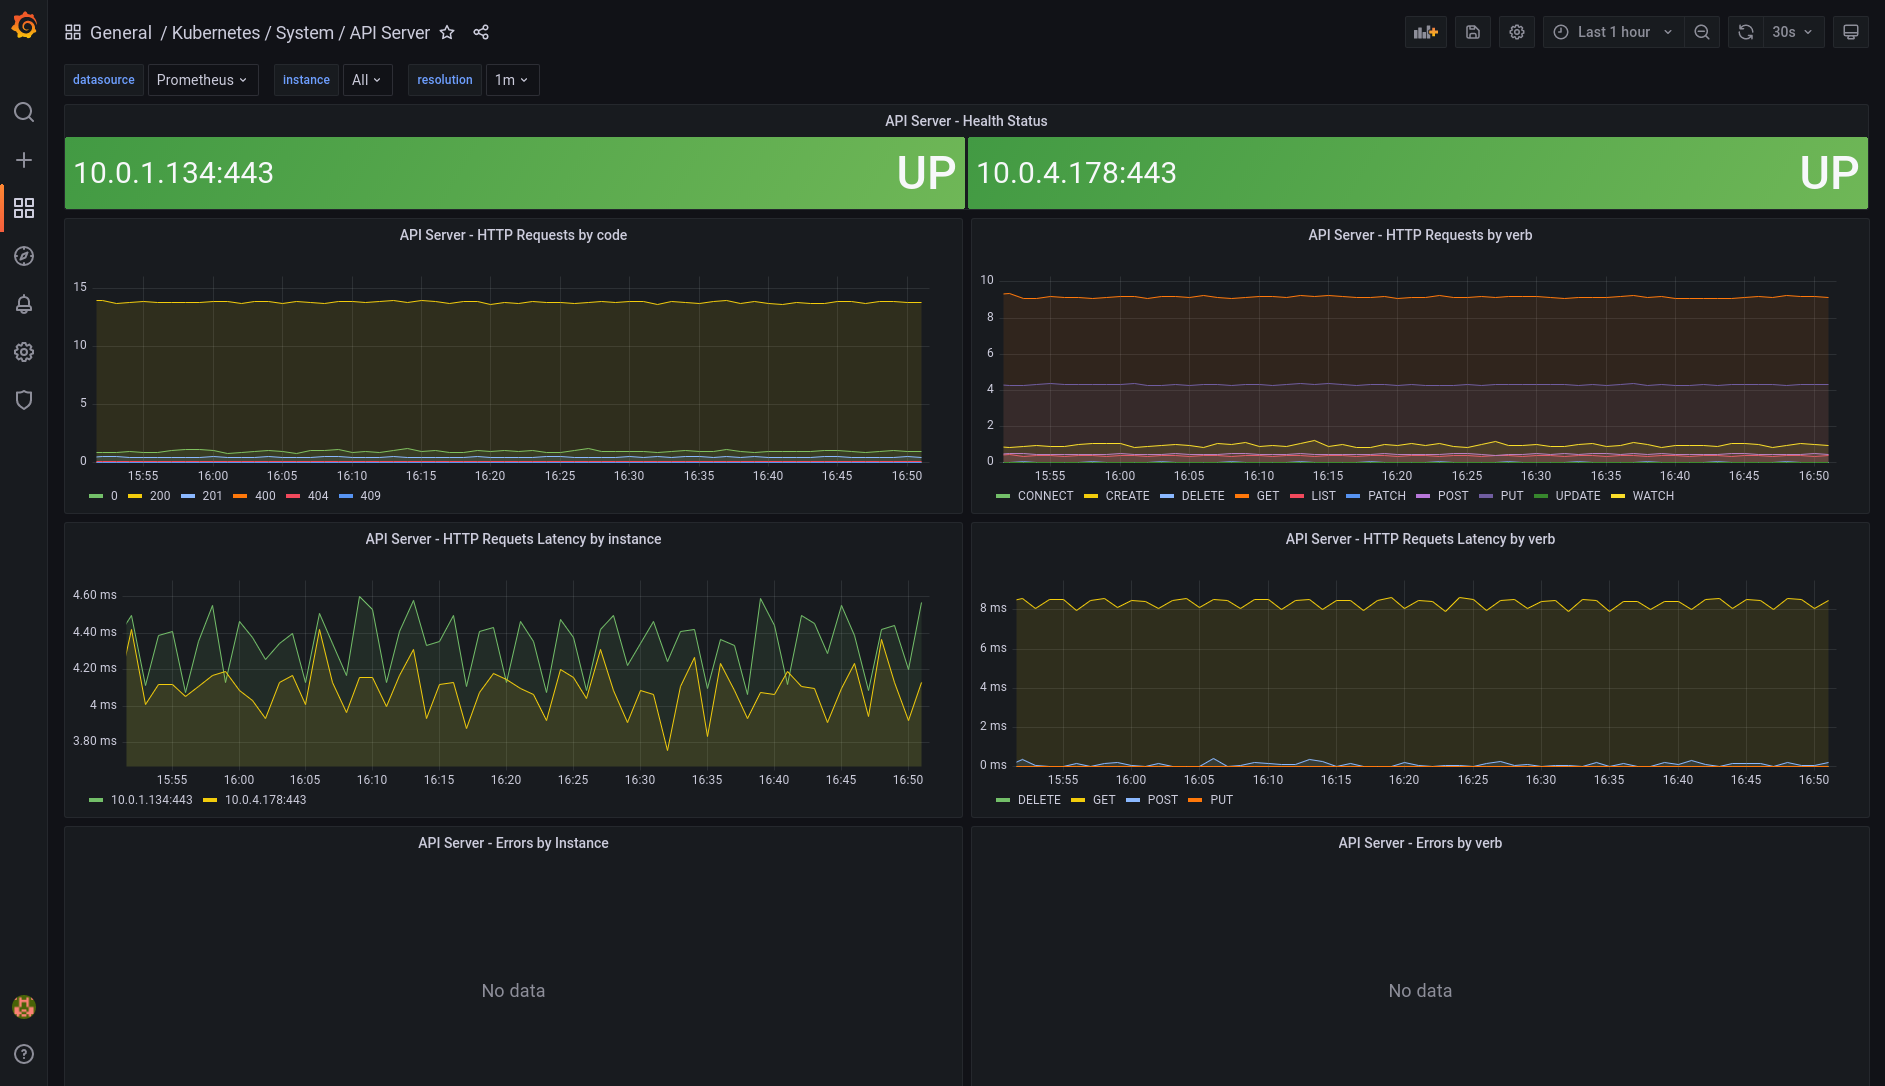 General / Kubernetes / System / API Server
Last 1 hour
30s
datasource Prometheus instance All resolution 1m
API Server - Health Status
10.0.1.134:443 UP
10.0.4.178:443 UP
API Server - HTTP Requests by code
15
10
5
0
15:55 16:00 16:05 16:10 16:15 16:20 16:25 16:30 16:35 16:40 16:45 16:50
0 200 201 400 404 409
API Server - HTTP Requests by verb
10
8
6
4
2
0
15:55 16:00 16:05 16:10 16:15 16:20 16:25 16:30 16:35 16:40 16:45 16:50
CONNECT CREATE DELETE GET LIST PATCH POST PUT UPDATE WATCH
API Server - HTTP Requets Latency by instance
4.60 ms
4.40 ms
4.20 ms
4 ms
3.80 ms
15:55 16:00 16:05 16:10 16:15 16:20 16:25 16:30 16:35 16:40 16:45 16:50
10.0.1.134:443 10.0.4.178:443
API Server - HTTP Requets Latency by verb
8 ms
6 ms
4 ms
2 ms
0 ms
15:55 16:00 16:05 16:10 16:15 16:20 16:25 16:30 16:35 16:40 16:45 16:50
DELETE GET POST PUT
API Server - Errors by Instance
No data
API Server - Errors by verb
No data